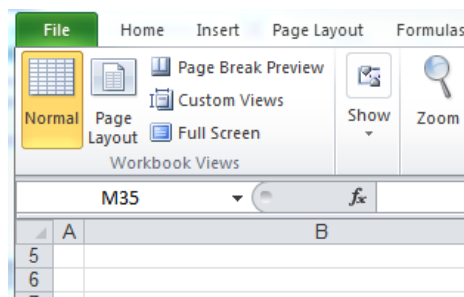 File Home Insert Page Layout Formulas
Normal Page Layout Page Break Preview
Custom Views
Full Screen
Show Zoom
Workbook Views
M35 fx
A B
5
6